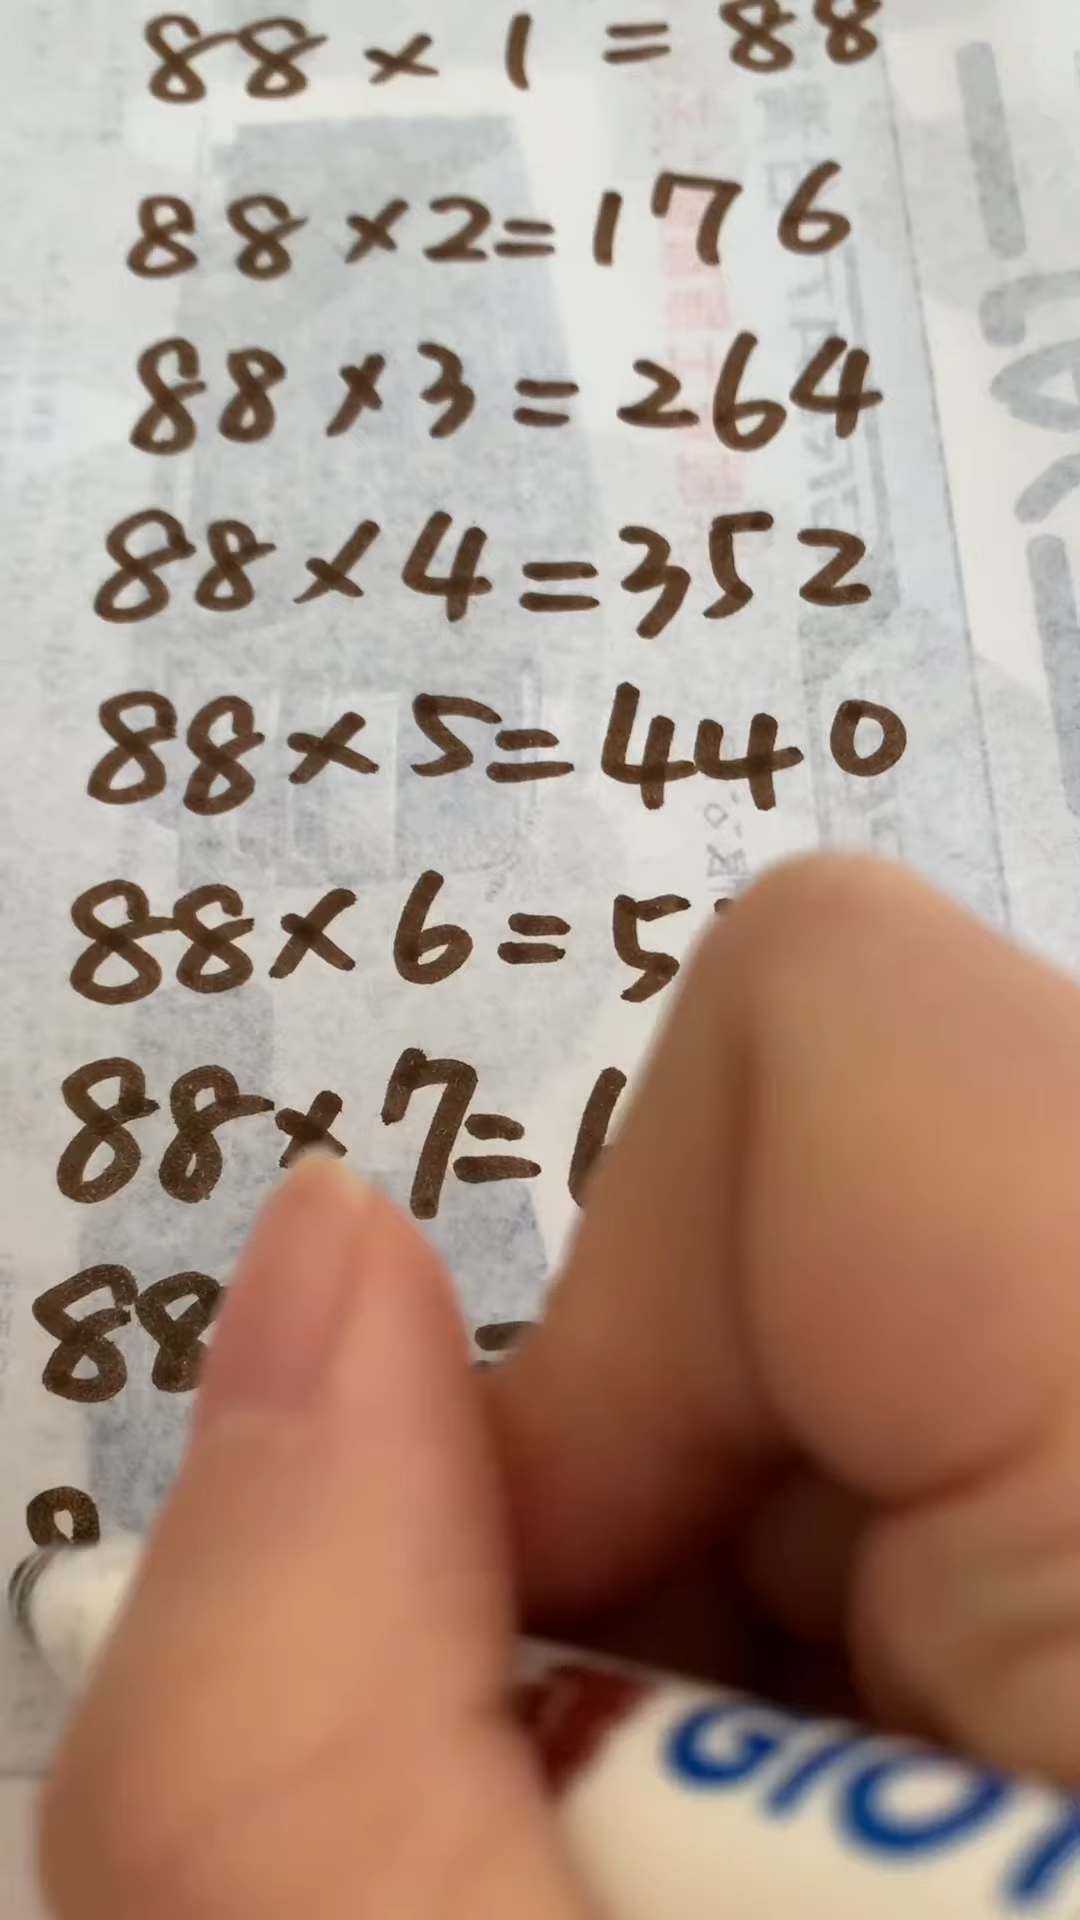 88 × 1 = 88
88 × 2 = 176
88 × 3 = 264
88 × 4 = 352
88 × 5 = 440
88 × 6 = 5
88 × 7 =
88 =
GIOT